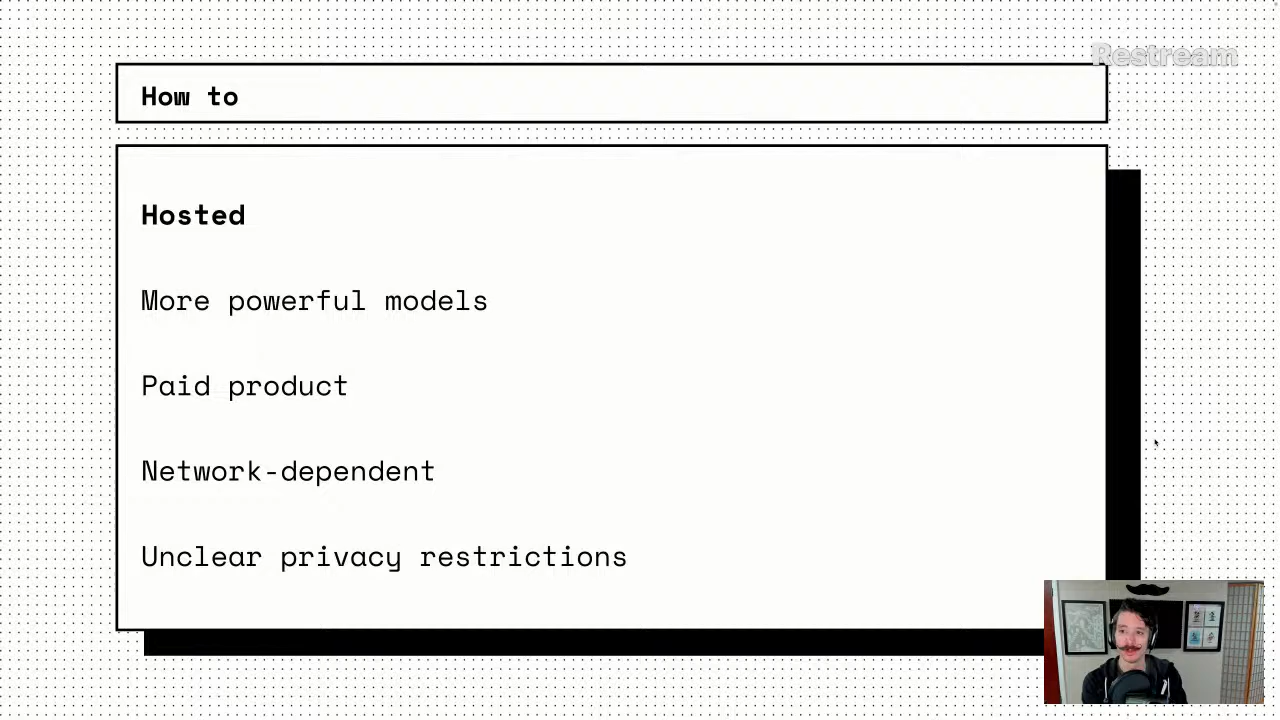 Restream
How to
Hosted
More powerful models
Paid product
Network-dependent
Unclear privacy restrictions